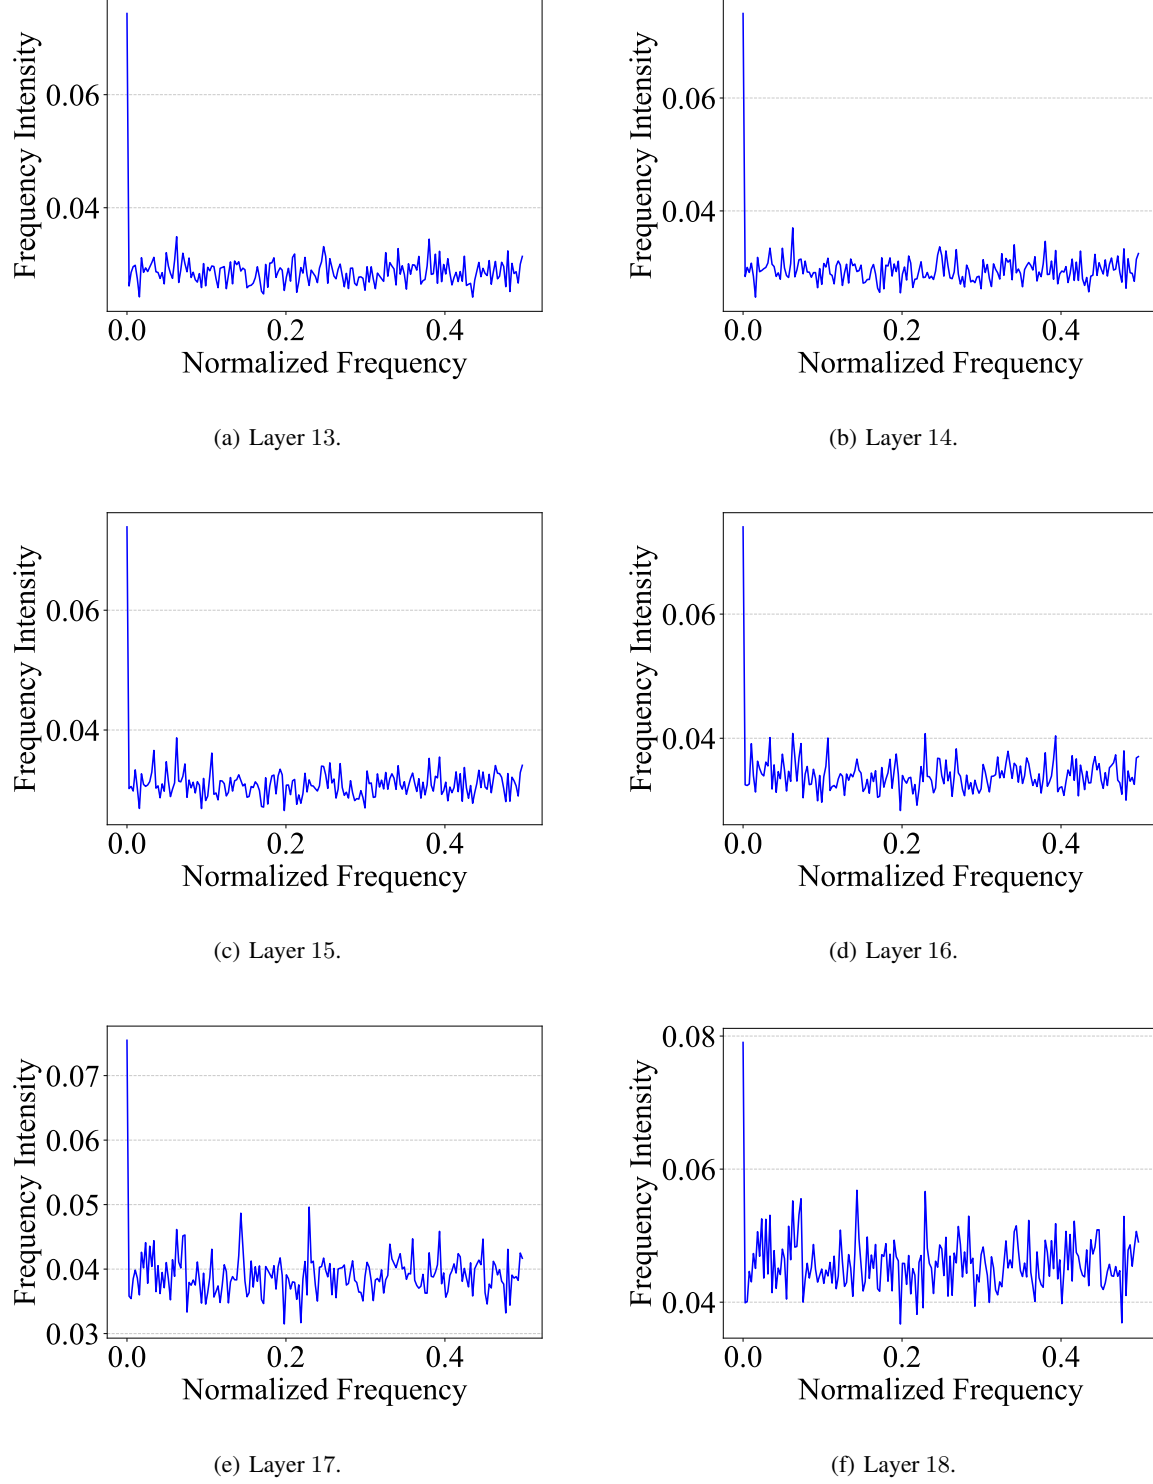 Frequency Intensity
0.06
0.04
0.0 0.2 0.4
Normalized Frequency
(a) Layer 13.
Frequency Intensity
0.06
0.04
0.0 0.2 0.4
Normalized Frequency
(b) Layer 14.
Frequency Intensity
0.06
0.04
0.0 0.2 0.4
Normalized Frequency
(c) Layer 15.
Frequency Intensity
0.06
0.04
0.0 0.2 0.4
Normalized Frequency
(d) Layer 16.
Frequency Intensity
0.07
0.06
0.05
0.04
0.03
0.0 0.2 0.4
Normalized Frequency
(e) Layer 17.
Frequency Intensity
0.08
0.06
0.04
0.0 0.2 0.4
Normalized Frequency
(f) Layer 18.